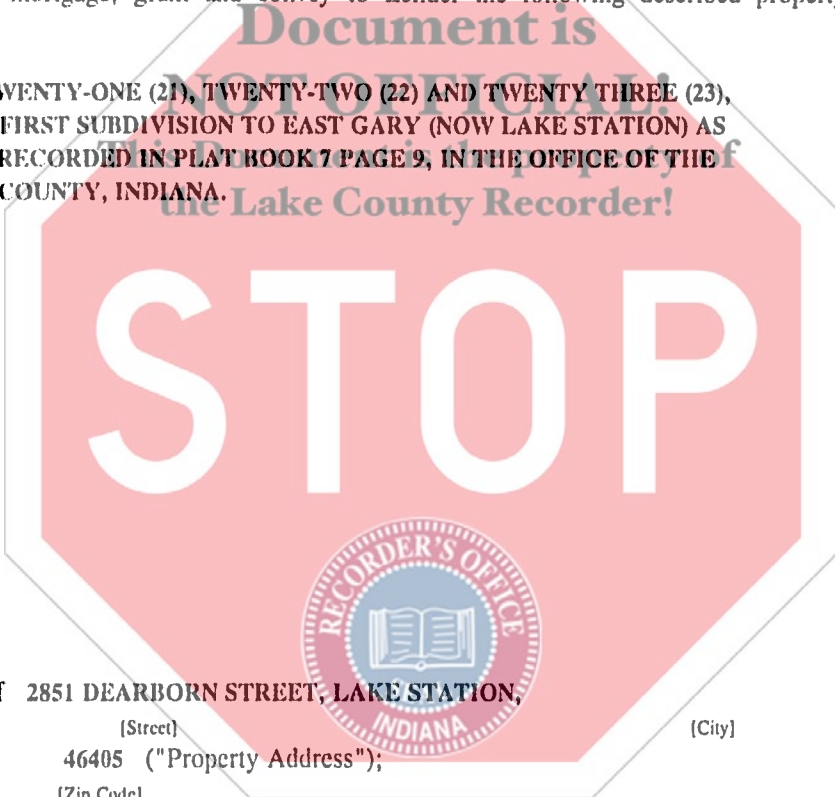 mortgage, grant and convey to Lender the following described property
Document is
NOT OFFICIAL!
WENTY-ONE (21), TWENTY-TWO (22) AND TWENTY THREE (23),
FIRST SUBDIVISION TO EAST GARY (NOW LAKE STATION) AS
This Document is the property of
RECORDED IN PLAT BOOK 7 PAGE 9, IN THE OFFICE OF THE
COUNTY, INDIANA.
the Lake County Recorder!
STOP
RECORDER'S OFFICE
2851 DEARBORN STREET, LAKE STATION,
INDIANA
[Street] [City]
46405 ("Property Address");
[Zip Code]